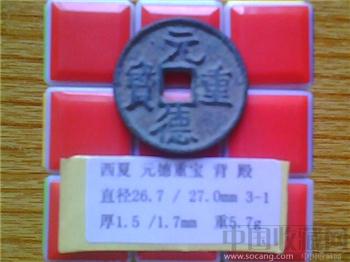 元
寳 重
德
西夏 元德重宝 背 殿
直径26.7 / 27.0mm 3-1
厚1.5 /1.7mm 重5.7g
中国收藏网
www.socang.com